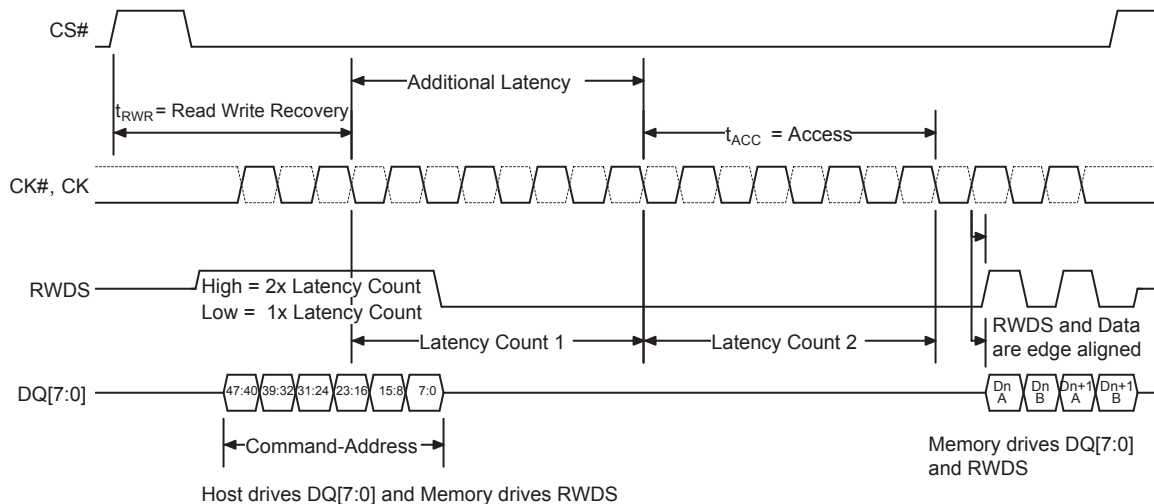 CS#
Additional Latency
tRWR = Read Write Recovery
tACC = Access
CK#, CK
RWDS
High = 2x Latency Count
Low = 1x Latency Count
Latency Count 1
Latency Count 2
RWDS and Data
are edge aligned
DQ[7:0]
47:40 39:32 31:24 23:16 15:8 7:0
Dn A
Dn B
Dn+1 A
Dn+1 B
Command-Address
Memory drives DQ[7:0]
and RWDS
Host drives DQ[7:0] and Memory drives RWDS